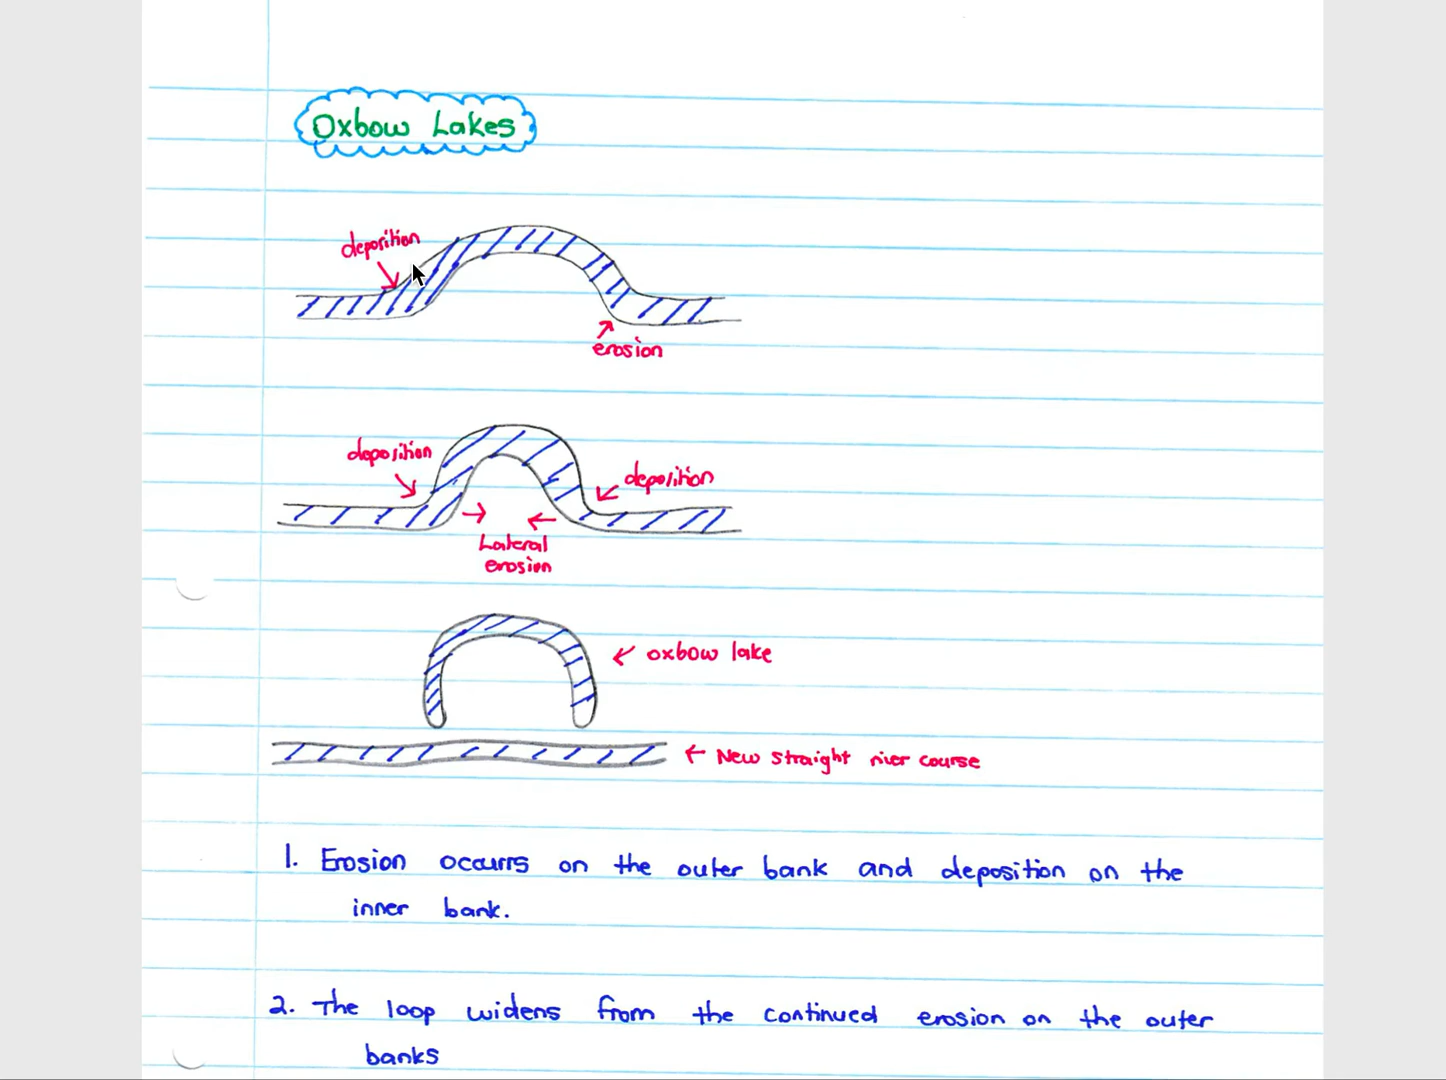 Oxbow Lakes
deposition
erosion
deposition
deposition
Lateral
erosion
oxbow lake
New straight river course
1. Erosion occurrs on the outer bank and deposition on the
inner bank.
2. The loop widens from the continued erosion on the outer
banks